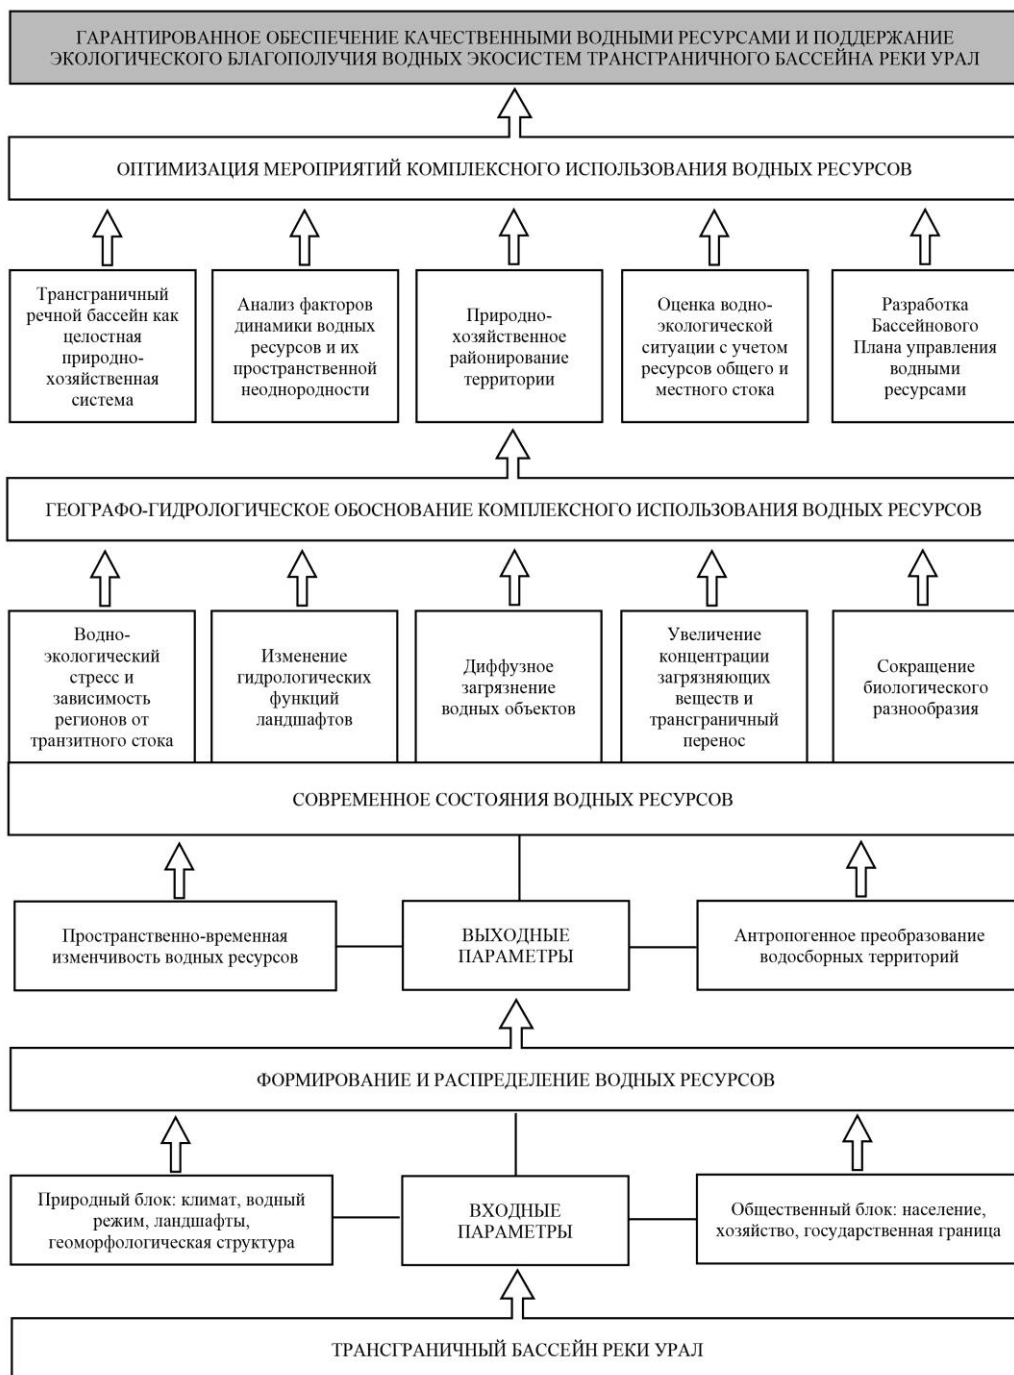 ГАРАНТИРОВАННОЕ ОБЕСПЕЧЕНИЕ КАЧЕСТВЕННЫМИ ВОДНЫМИ РЕСУРСАМИ И ПОДДЕРЖАНИЕ
ЭКОЛОГИЧЕСКОГО БЛАГОПОЛУЧИЯ ВОДНЫХ ЭКОСИСТЕМ ТРАНСГРАНИЧНОГО БАССЕЙНА РЕКИ УРАЛ
ОПТИМИЗАЦИЯ МЕРОПРИЯТИЙ КОМПЛЕКСНОГО ИСПОЛЬЗОВАНИЯ ВОДНЫХ РЕСУРСОВ
Трансграничный
речной бассейн как
целостная
природно-
хозяйственная
система
Анализ факторов
динамики водных
ресурсов и их
пространственной
неоднородности
Природно-
хозяйственное
районирование
территории
Оценка водно-
экологической
ситуации с учетом
ресурсов общего и
местного стока
Разработка
Бассейнового
Плана управления
водными
ресурсами
ГЕОГРАФО-ГИДРОЛОГИЧЕСКОЕ ОБОСНОВАНИЕ КОМПЛЕКСНОГО ИСПОЛЬЗОВАНИЯ ВОДНЫХ РЕСУРСОВ
Водно-
экологический
стресс и
зависимость
регионов от
транзитного стока
Изменение
гидрологических
функций
ландшафтов
Диффузное
загрязнение
водных объектов
Увеличение
концентрации
загрязняющих
веществ и
трансграничный
перенос
Сокращение
биологического
разнообразия
СОВРЕМЕННОЕ СОСТОЯНИЯ ВОДНЫХ РЕСУРСОВ
Пространственно-временная
изменчивость водных ресурсов
ВЫХОДНЫЕ
ПАРАМЕТРЫ
Антропогенное преобразование
водосборных территорий
ФОРМИРОВАНИЕ И РАСПРЕДЕЛЕНИЕ ВОДНЫХ РЕСУРСОВ
Природный блок: климат, водный
режим, ландшафты,
геоморфологическая структура
ВХОДНЫЕ
ПАРАМЕТРЫ
Общественный блок: население,
хозяйство, государственная граница
ТРАНСГРАНИЧНЫЙ БАССЕЙН РЕКИ УРАЛ